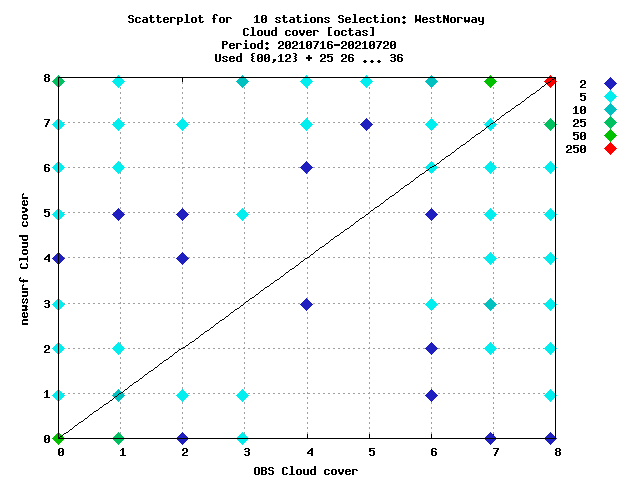 Scatterplot for 10 stations Selection: WestNorway
Cloud cover [octas]
Period: 20210716-20210720
Used {00,12} + 25 26 ... 36
2
5
10
25
50
250
newsurf Cloud cover
8
7
6
5
4
3
2
1
0
0 1 2 3 4 5 6 7 8
OBS Cloud cover